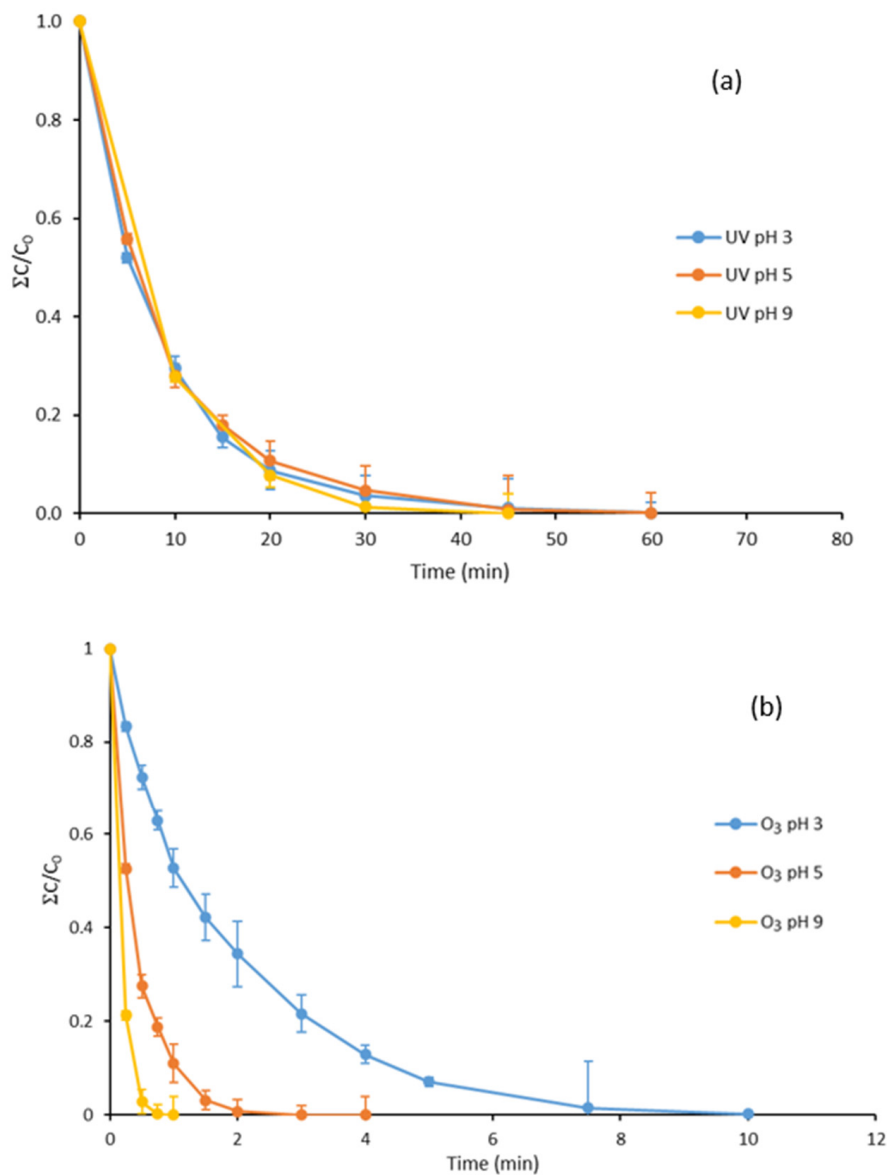 1.0
(a)
0.8
0.6
ΣC/C₀
UV pH 3
UV pH 5
UV pH 9
0.4
0.2
0.0
0 10 20 30 40 50 60 70 80
Time (min)
1
(b)
0.8
0.6
ΣC/C₀
O₃ pH 3
O₃ pH 5
O₃ pH 9
0.4
0.2
0
0 2 4 6 8 10 12
Time (min)